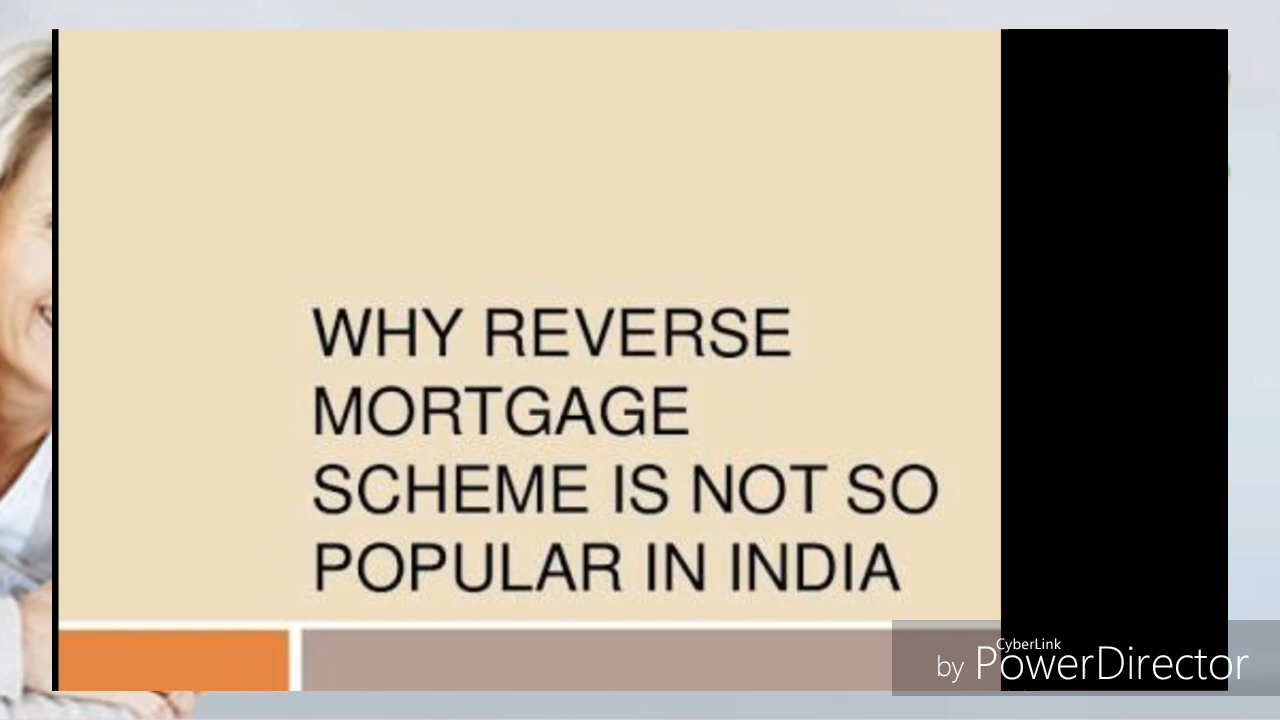 WHY REVERSE
MORTGAGE
SCHEME IS NOT SO
POPULAR IN INDIA
CyberLink
by PowerDirector